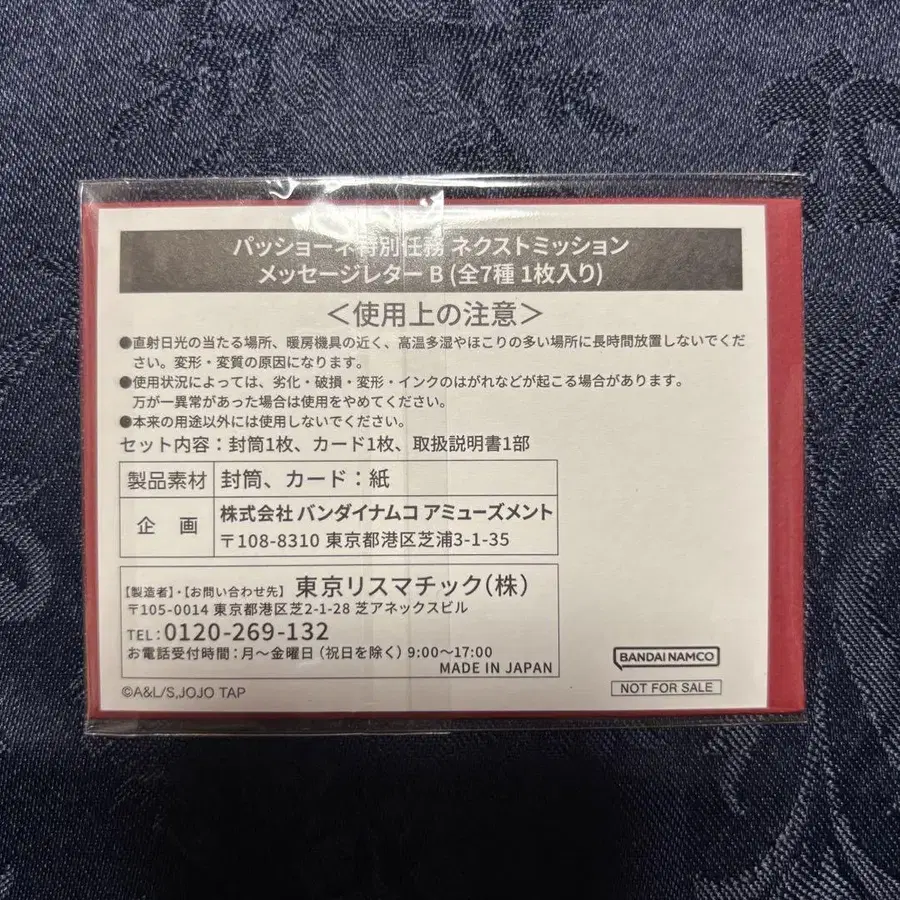 パッショーネ特別任務 ネクストミッション
メッセージレター B (全7種 1枚入り)
＜使用上の注意＞
●直射日光の当たる場所、暖房機具の近く、高温多湿やほこりの多い場所に長時間放置しないでくだ
さい。変形・変質の原因になります。
●使用状況によっては、劣化・破損・変形・インクのはがれなどが起こる場合があります。
万が一異常があった場合は使用をやめてください。
●本来の用途以外には使用しないでください。
セット内容：封筒1枚、カード1枚、取扱説明書1部
製品素材 封筒、カード：紙
企 画 株式会社 バンダイナムコ アミューズメント
〒108-8310 東京都港区芝浦3-1-35
【製造者】・【お問い合わせ先】 東京リスマチック（株）
〒105-0014 東京都港区芝2-1-28 芝アネックスビル
TEL：0120-269-132
お電話受付時間：月〜金曜日（祝日を除く）9:00〜17:00
MADE IN JAPAN
BANDAI NAMCO
©A&L/S,JOJO TAP
NOT FOR SALE